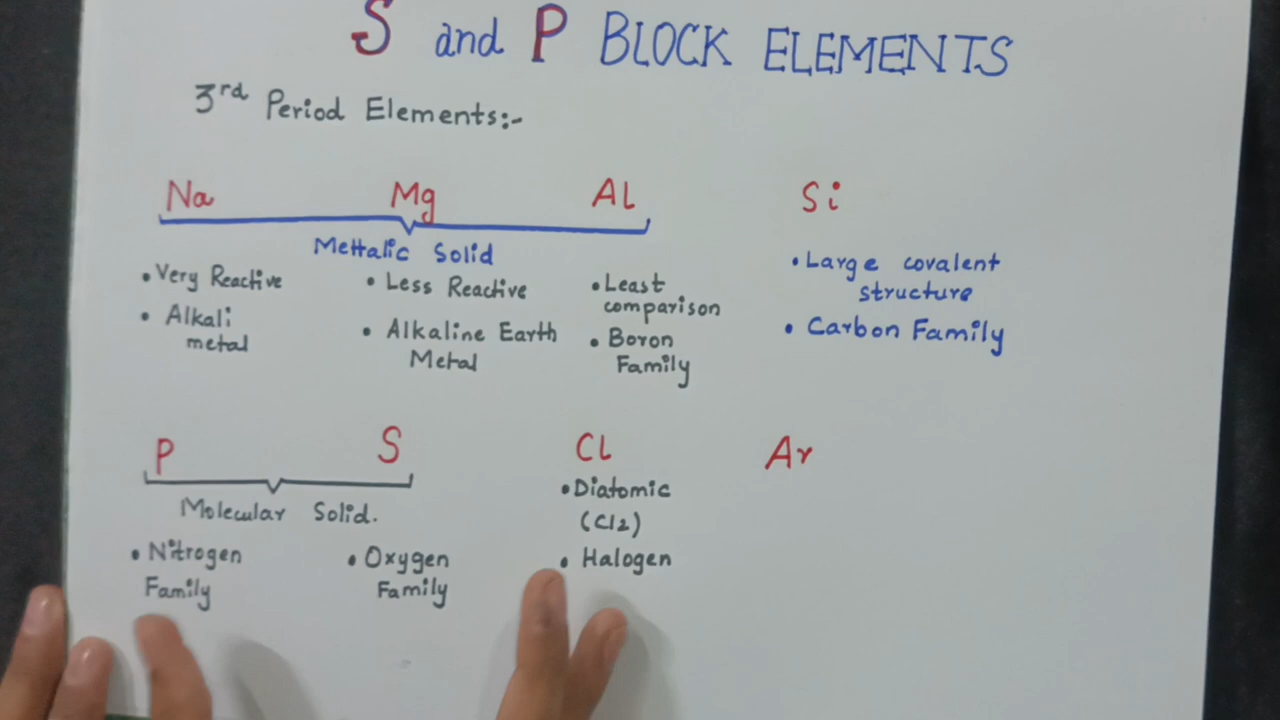 S and P BLOCK ELEMENTS
3rd Period Elements:-
Na Mg AL Si
Mettalic Solid
• Very Reactive
• Alkali
metal
• Less Reactive
• Alkaline Earth
Metal
• Least
comparison
• Boron
Family
• Large covalent
structure
• Carbon Family
P S Cl Ar
Molecular Solid.
• Nitrogen
Family
• Oxygen
Family
• Diatomic
(Cl2)
• Halogen